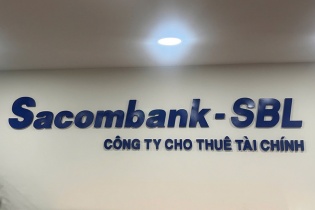 Sacombank - SBL
CÔNG TY CHO THUÊ TÀI CHÍNH